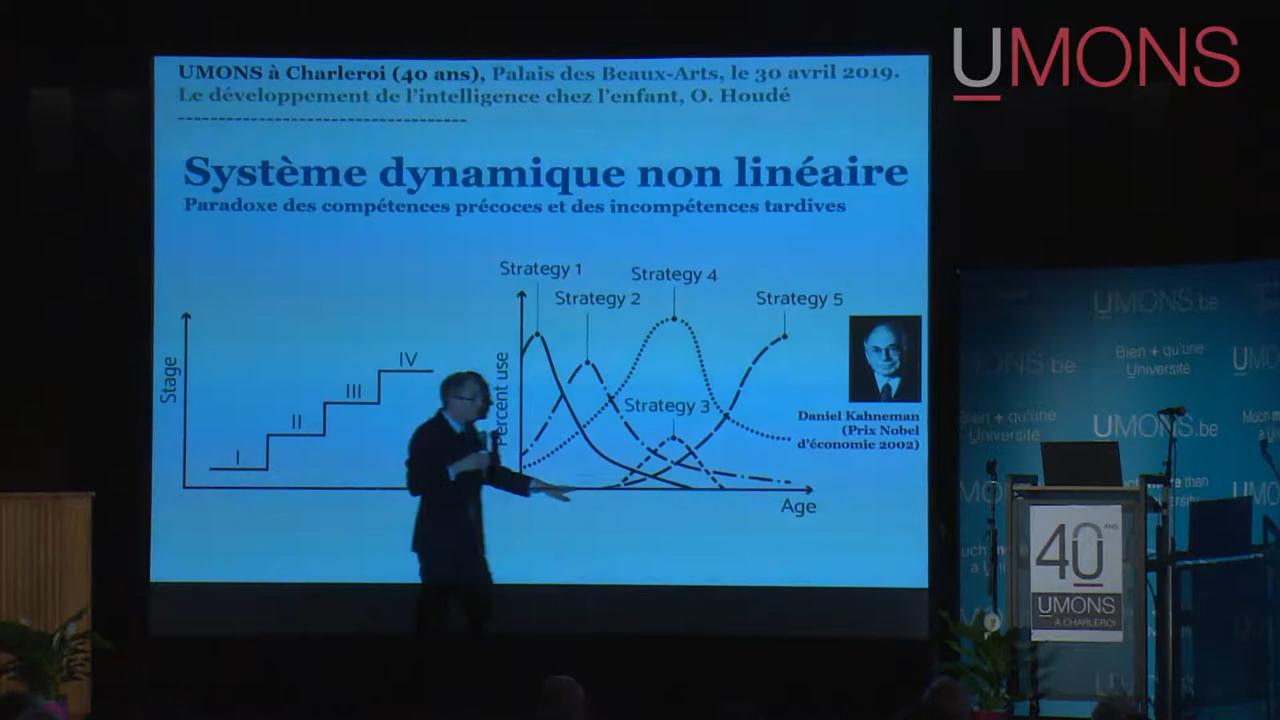 UMONS
UMONS à Charleroi (40 ans), Palais des Beaux-Arts, le 30 avril 2019.
Le développement de l'intelligence chez l'enfant, O. Houdé
---------------------------------
Système dynamique non linéaire
Paradoxe des compétences précoces et des incompétences tardives
Stage
I
II
III
IV
Percent use
Strategy 1
Strategy 2
Strategy 4
Strategy 5
Strategy 3
Age
Daniel Kahneman
(Prix Nobel
d'économie 2002)
UMONS.be
Bien + qu'une
Université
UMONS.be
40
ANS
UMONS
À CHARLEROI